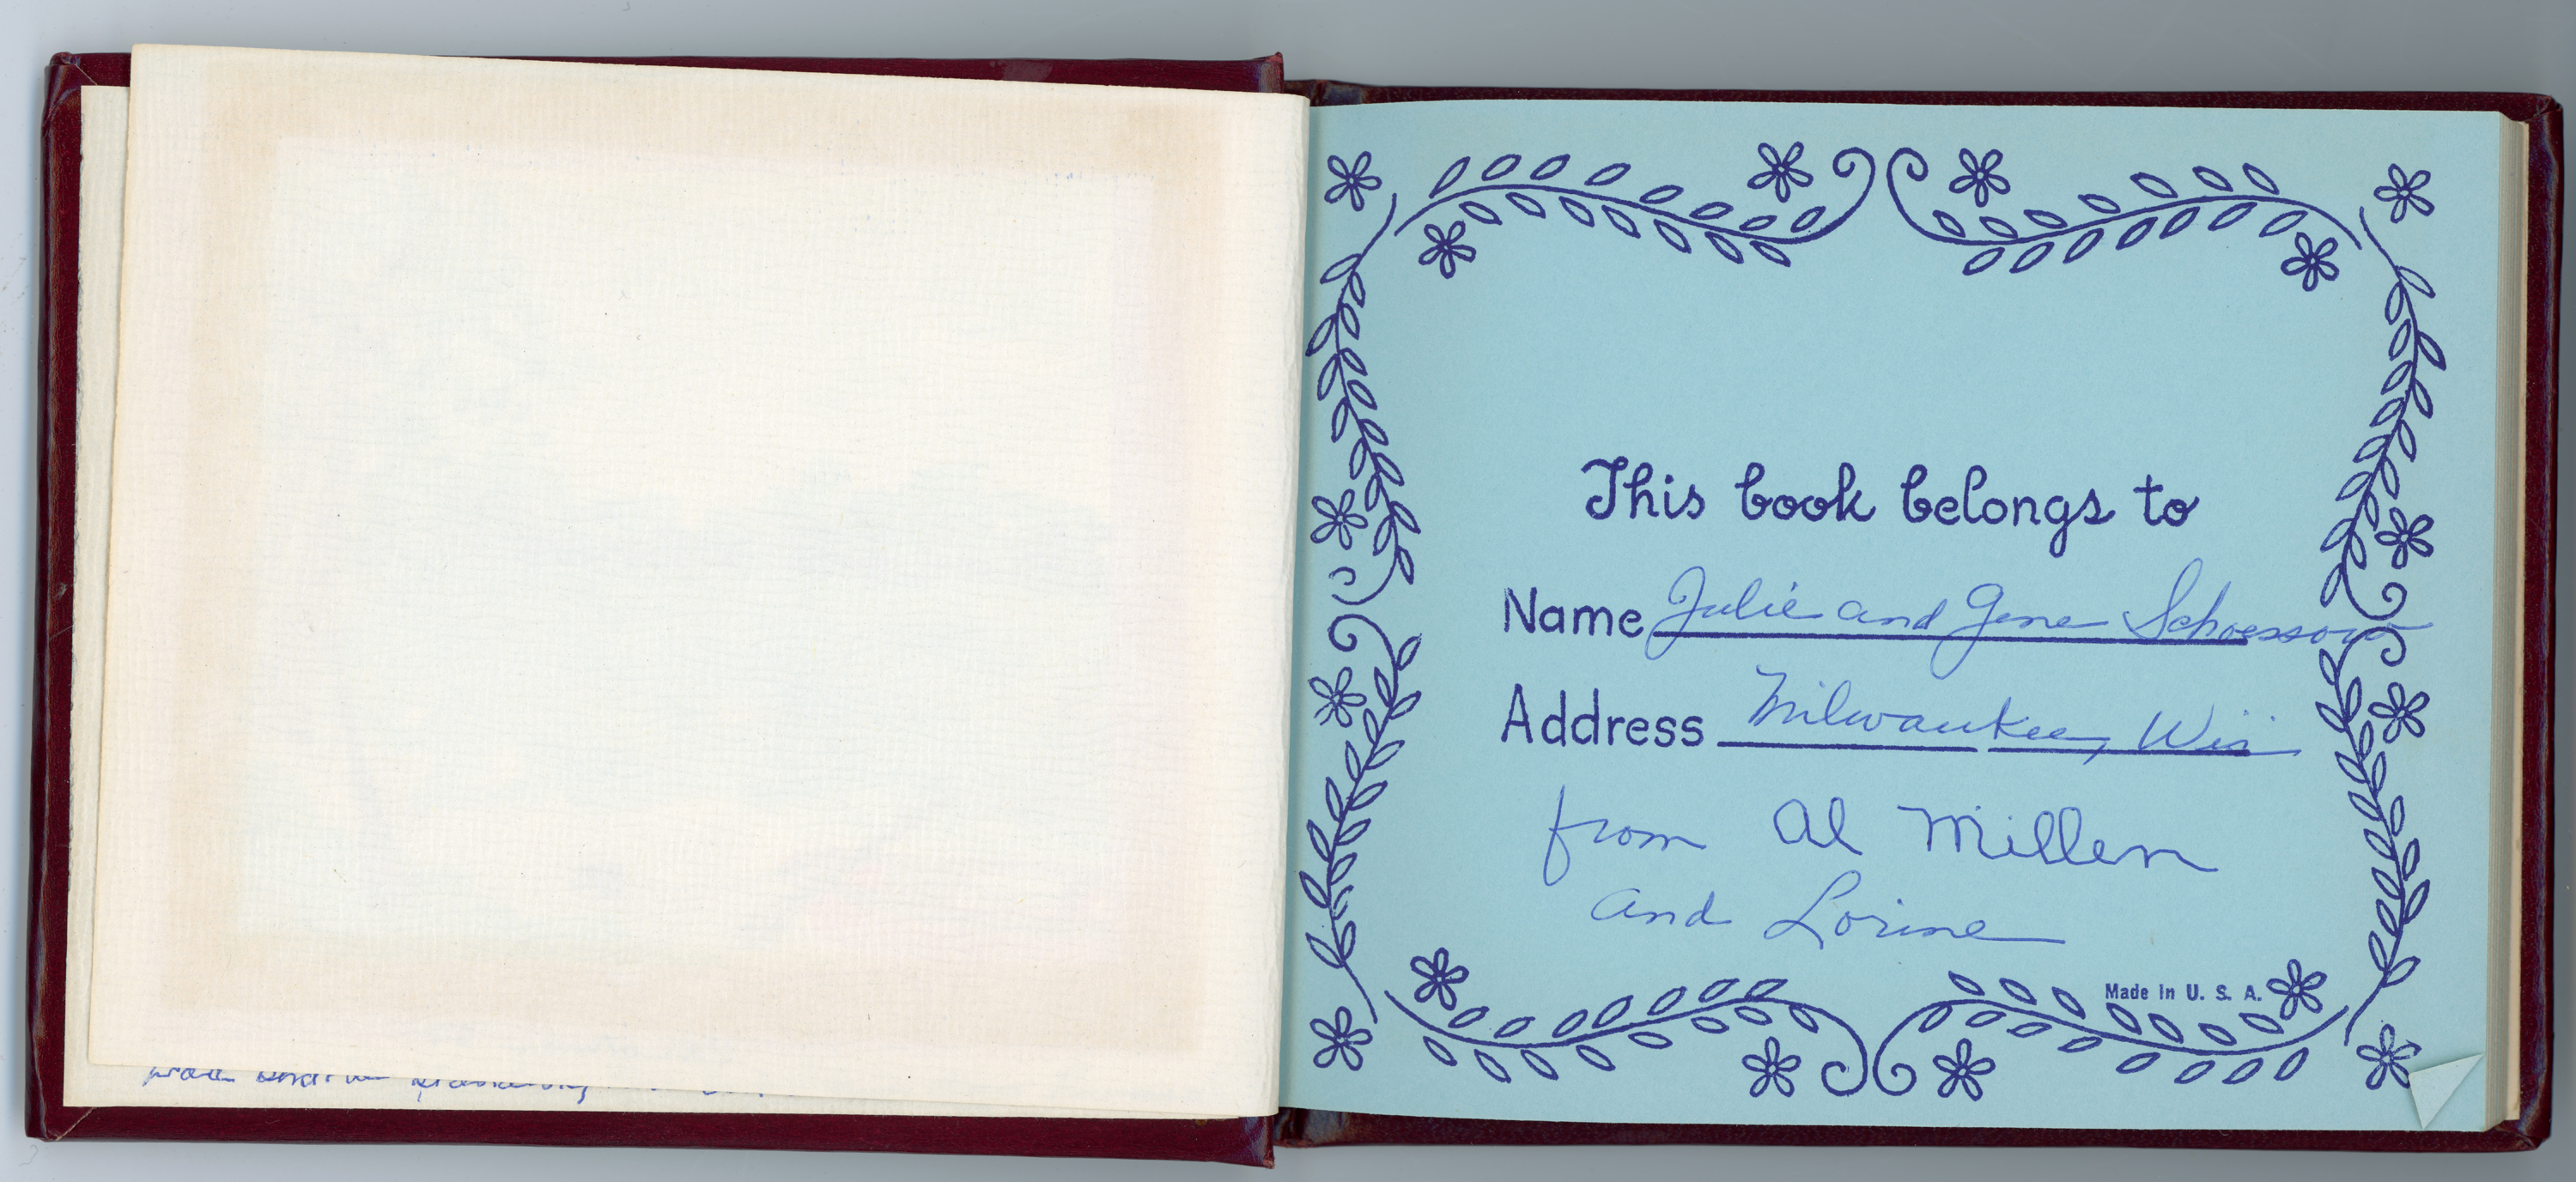 This book belongs to
Name Julie and Gene Schoessow
Address Milwaukee, Wis
from Al Millen
and Lorine
Made in U. S. A.